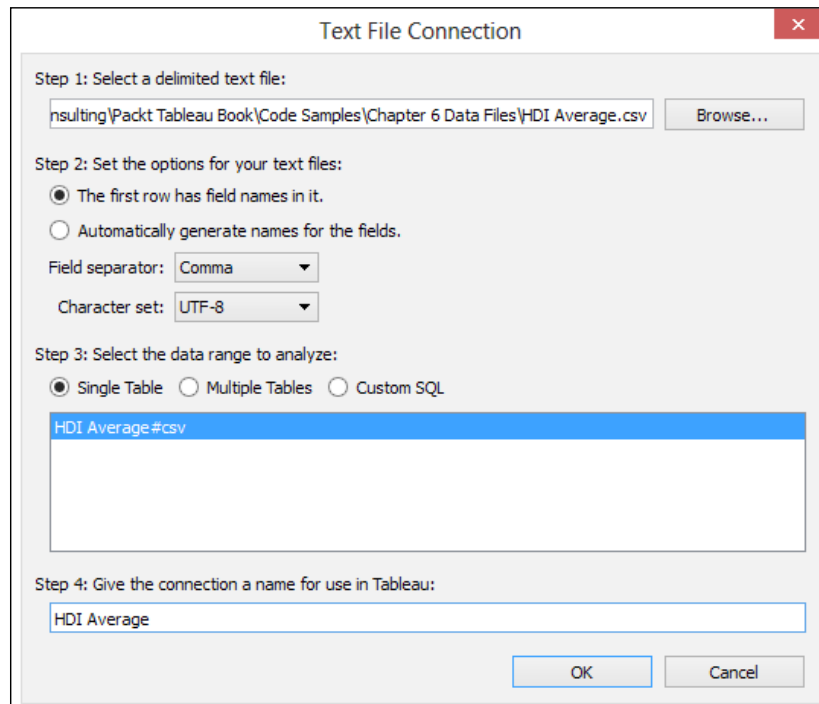 Text File Connection
Step 1: Select a delimited text file:
nsulting\Packt Tableau Book\Code Samples\Chapter 6 Data Files\HDI Average.csv
Browse...
Step 2: Set the options for your text files:
The first row has field names in it.
Automatically generate names for the fields.
Field separator: Comma
Character set: UTF-8
Step 3: Select the data range to analyze:
Single Table Multiple Tables Custom SQL
HDI Average#csv
Step 4: Give the connection a name for use in Tableau:
HDI Average
OK Cancel